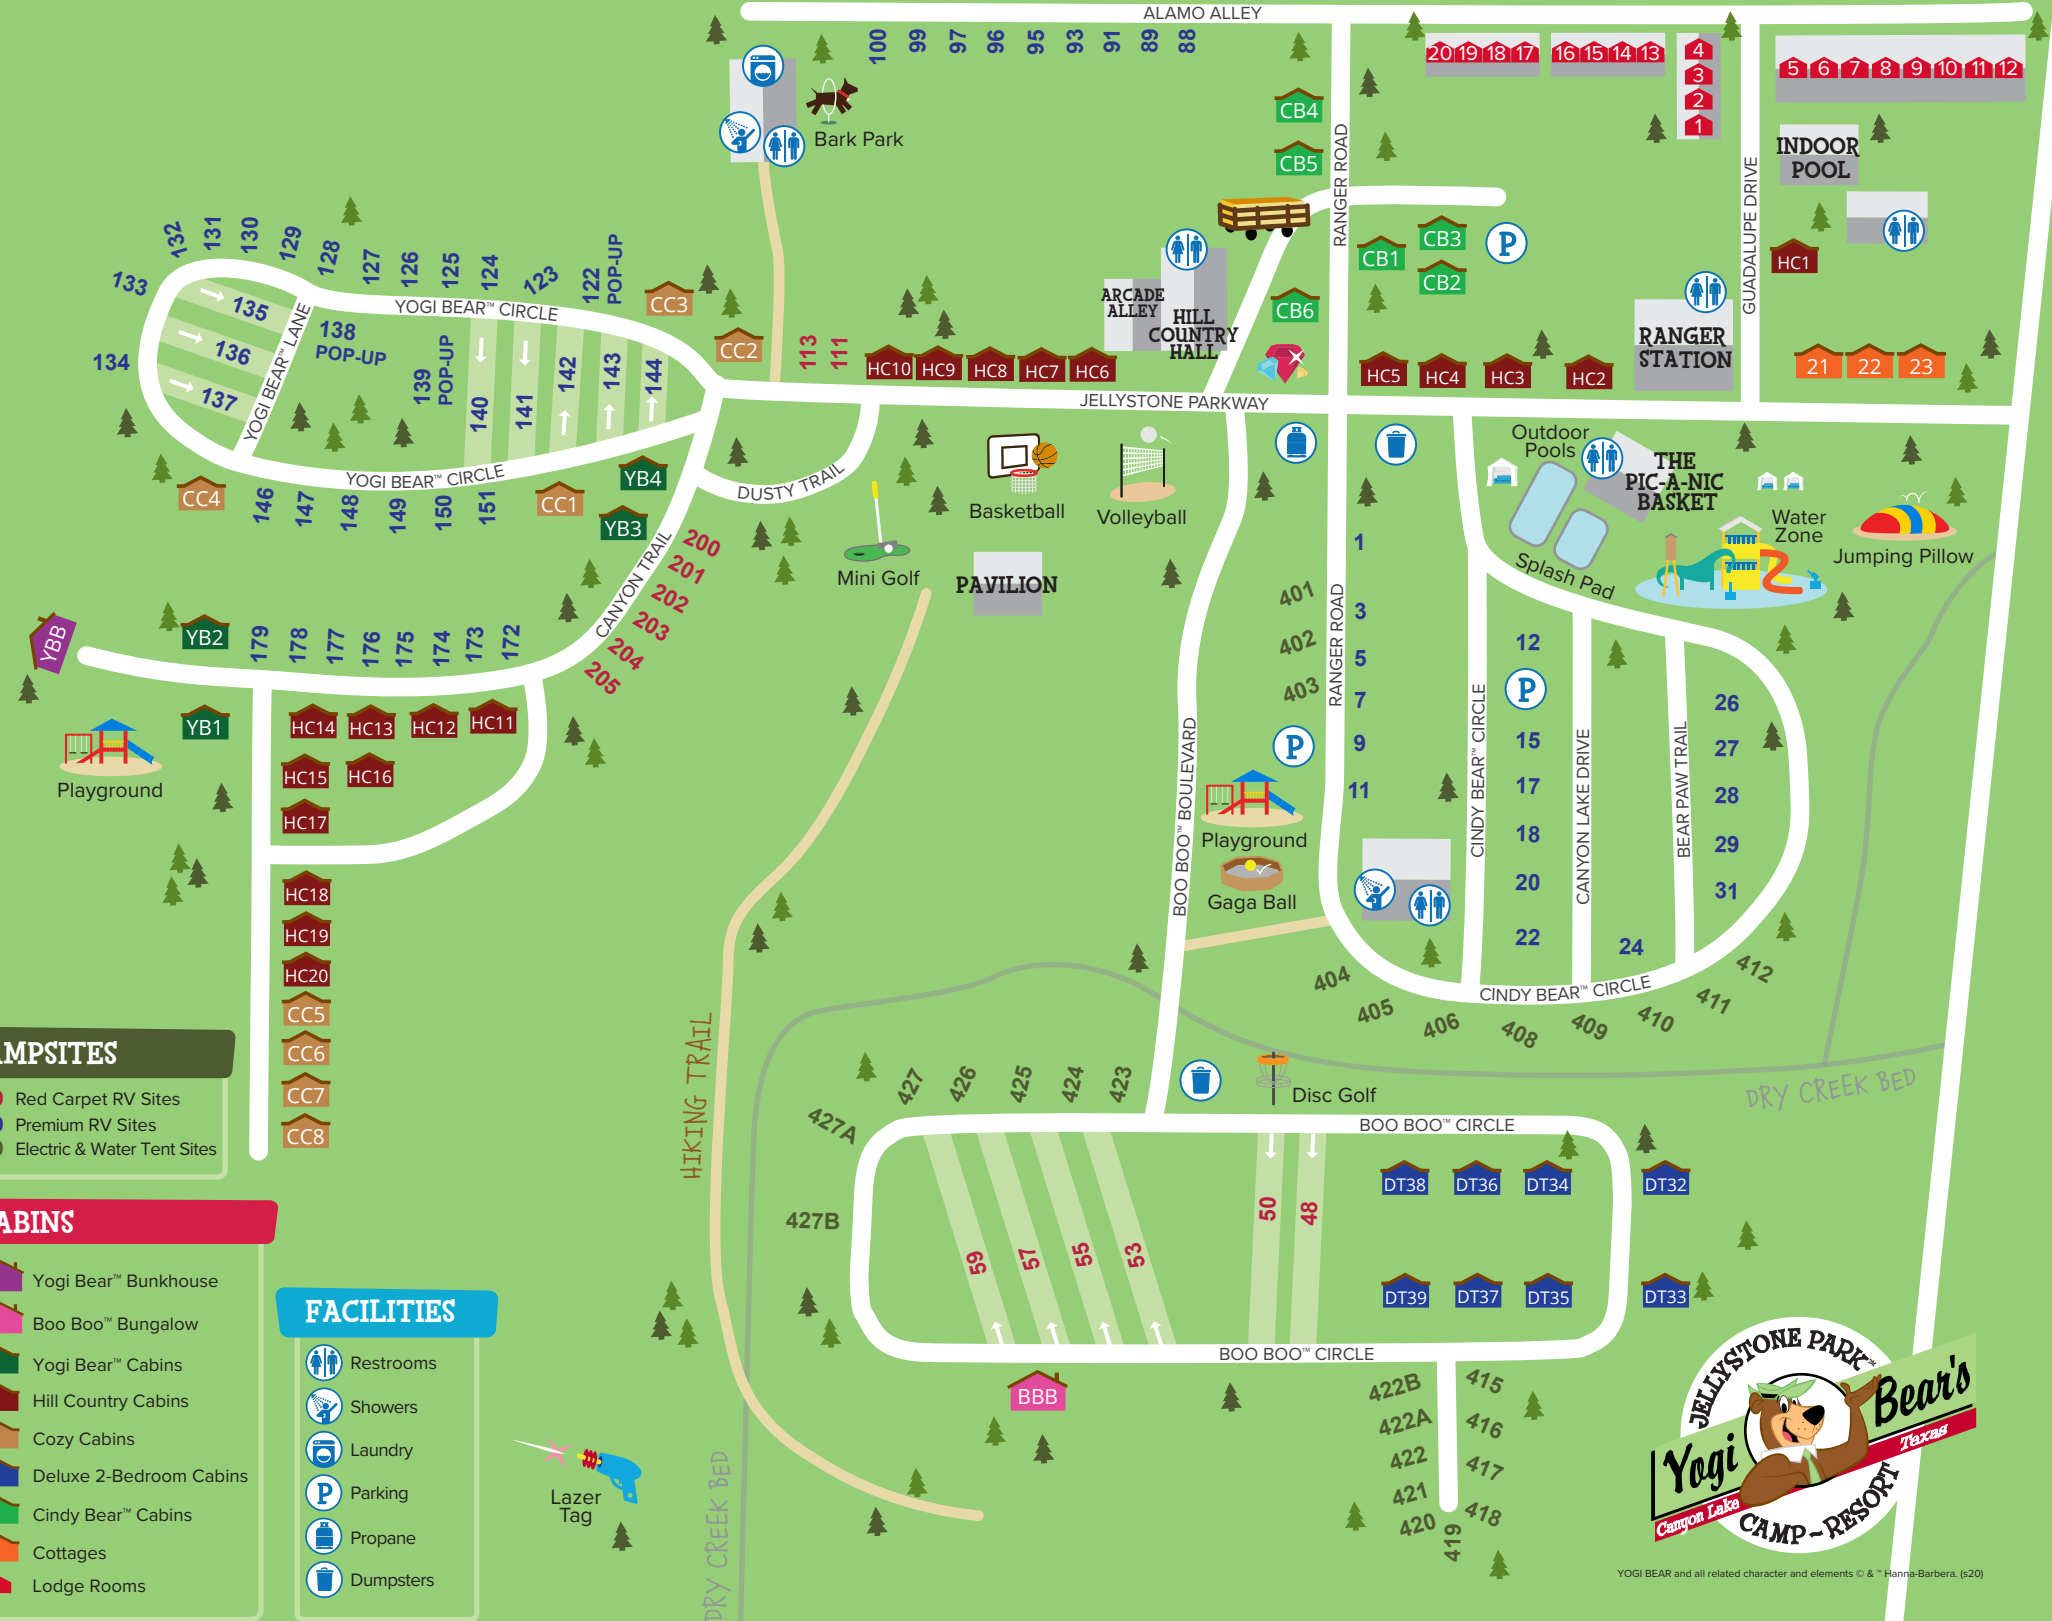 ALAMO ALLEY
100 99 97 96 95 93 91 89 88
20 19 18 17 16 15 14 13
4
3
2
1
5 6 7 8 9 10 11 12
CB4
CB5
RANGER ROAD
Bark Park
INDOOR
POOL
GUADALUPE DRIVE
HC1
CB1
CB3
CB2
P
132 131 130 129 128 127 126 125 124 123 122
POP-UP
133
134
135
136
137
YOGI BEAR™ CIRCLE
YOGI BEAR™ LANE
138
POP-UP
139
POP-UP
140
141
142
143
144
CC3
CC2
113
111
HC10 HC9 HC8 HC7 HC6
ARCADE
ALLEY
HILL
COUNTRY
HALL
CB6
HC5 HC4 HC3 HC2
RANGER
STATION
21 22 23
JELLYSTONE PARKWAY
YOGI BEAR™ CIRCLE
CC4
146 147 148 149 150 151
CC1
YB4
YB3
DUSTY TRAIL
CANYON TRAIL
200
201
202
203
204
205
Basketball
Volleyball
Mini Golf
PAVILION
Outdoor
Pools
THE
PIC-A-NIC
BASKET
Splash Pad
Water
Zone
Jumping Pillow
YBB
YB2
179 178 177 176 175 174 173 172
YB1
Playground
HC14 HC13 HC12 HC11
HC15 HC16
HC17
HC18
HC19
HC20
CC5
CC6
CC7
CC8
401
402
403
RANGER ROAD
1
3
5
7
9
11
P
Playground
Gaga Ball
BOO BOO™ BOULEVARD
CINDY BEAR™ CIRCLE
12
P
15
17
18
20
22
CANYON LAKE DRIVE
24
BEAR PAW TRAIL
26
27
28
29
31
CINDY BEAR™ CIRCLE
404
405
406
408
409
410
411
412
HIKING TRAIL
DRY CREEK BED
427A
427B
427 426 425 424 423
Disc Golf
BOO BOO™ CIRCLE
59 57 55 53
50 48
DT38 DT36 DT34 DT32
DT39 DT37 DT35 DT33
BOO BOO™ CIRCLE
BBB
422B
422A
422
421
420
419
415
416
417
418
DRY CREEK BED
Lazer
Tag
AMPSITES
Red Carpet RV Sites
Premium RV Sites
Electric & Water Tent Sites
ABINS
Yogi Bear™ Bunkhouse
Boo Boo™ Bungalow
Yogi Bear™ Cabins
Hill Country Cabins
Cozy Cabins
Deluxe 2-Bedroom Cabins
Cindy Bear™ Cabins
Cottages
Lodge Rooms
FACILITIES
Restrooms
Showers
Laundry
P Parking
Propane
Dumpsters
JELLYSTONE PARK™
Yogi Bear's
Canyon Lake Texas
CAMP~RESORT
YOGI BEAR and all related character and elements © & ™ Hanna-Barbera. (s20)